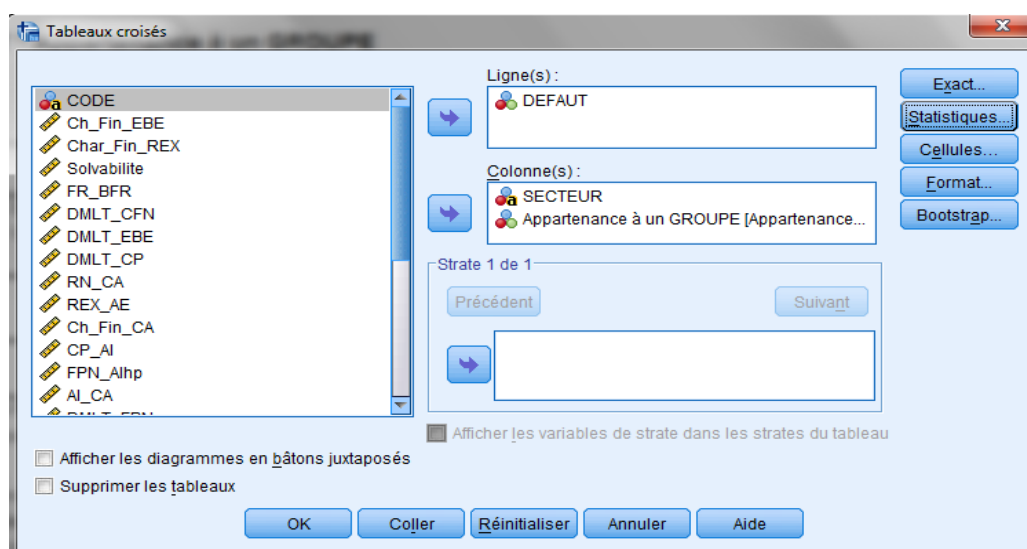 Tableaux croisés
CODE
Ch_Fin_EBE
Char_Fin_REX
Solvabilite
FR_BFR
DMLT_CFN
DMLT_EBE
DMLT_CP
RN_CA
REX_AE
Ch_Fin_CA
CP_AI
FPN_AIhp
AI_CA
Ligne(s) :
DEFAUT
Colonne(s) :
SECTEUR
Appartenance à un GROUPE [Appartenance...
Strate 1 de 1
Précédent
Suivant
Afficher les variables de strate dans les strates du tableau
Exact...
Statistiques...
Cellules...
Format...
Bootstrap...
Afficher les diagrammes en bâtons juxtaposés
Supprimer les tableaux
OK
Coller
Réinitialiser
Annuler
Aide